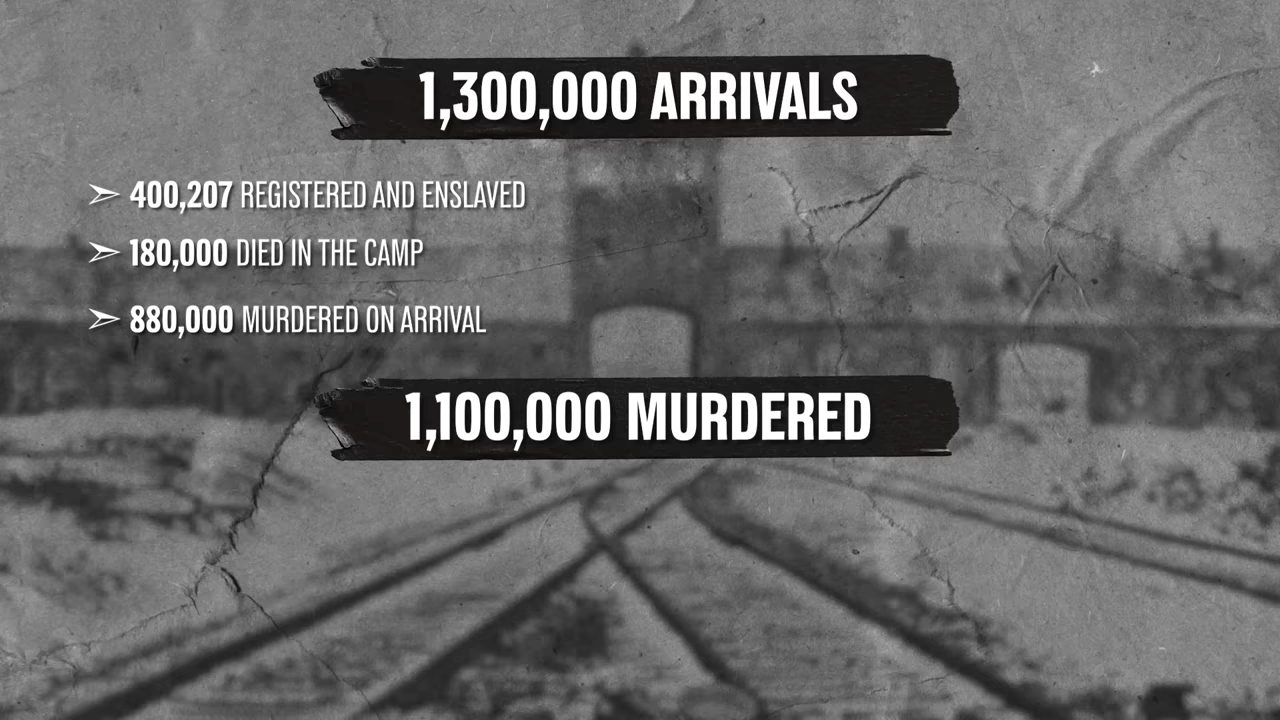 1,300,000 ARRIVALS
400,207 REGISTERED AND ENSLAVED
180,000 DIED IN THE CAMP
880,000 MURDERED ON ARRIVAL
1,100,000 MURDERED